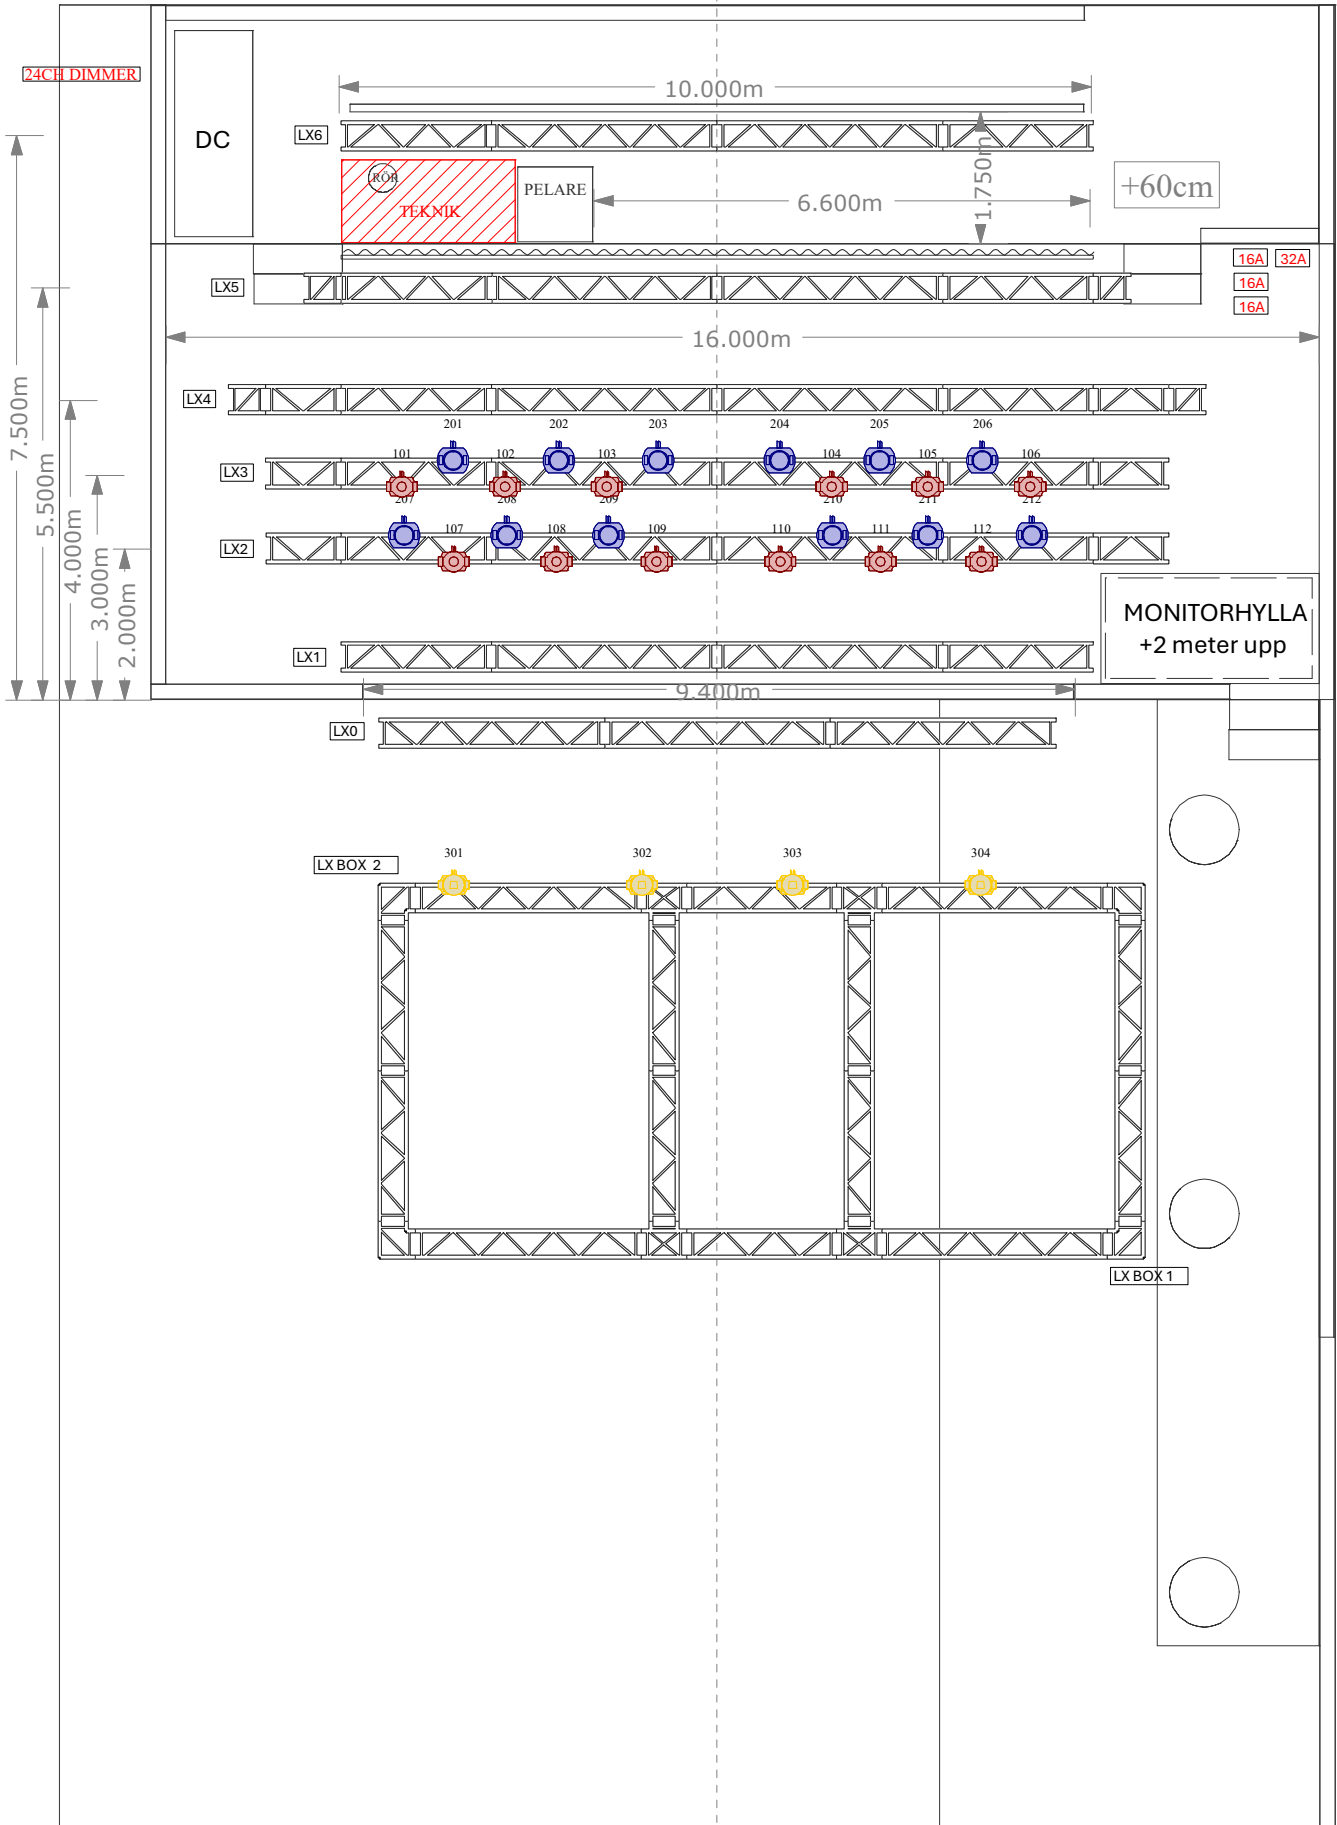 24CH DIMMER
10.000m
DC
LX6
1.750m
RÖR
TEKNIK
PELARE
6.600m
+60cm
16A 32A
LX5
16A
16A
16.000m
7.500m
5.500m
4.000m
3.000m
2.000m
LX4
201 202 203 204 205 206
101 102 103 104 105 106
LX3
207 208 209 210 211 212
107 108 109 110 111 112
LX2
MONITORHYLLA
+2 meter upp
LX1
9.400m
LX0
301 302 303 304
LX BOX 2
LX BOX 1